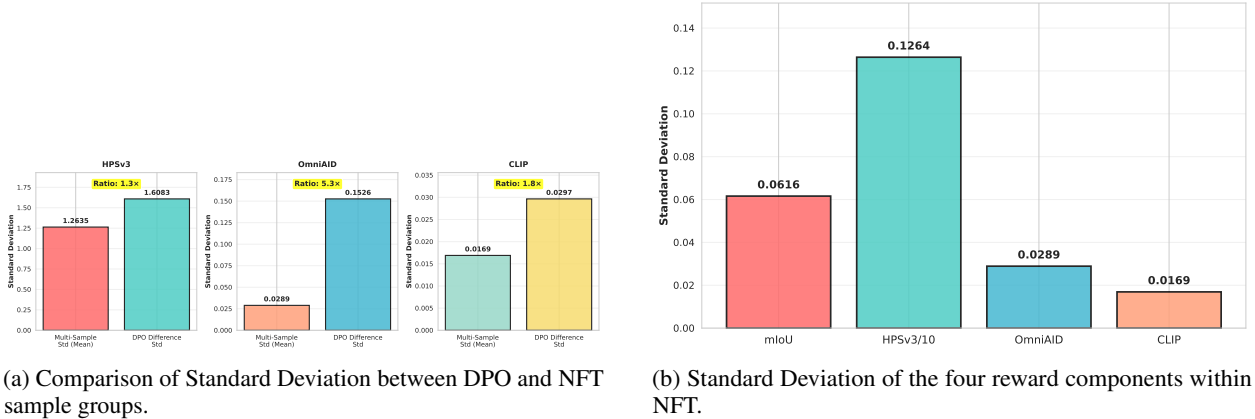 HPSv3
Ratio: 1.3×
1.6083
1.2635
Standard Deviation
1.75
1.50
1.25
1.00
0.75
0.50
0.25
0.00
Multi-Sample
Std (Mean)
DPO Difference
Std
OmniAID
Ratio: 5.3×
0.1526
0.0289
Standard Deviation
0.175
0.150
0.125
0.100
0.075
0.050
0.025
0.000
Multi-Sample
Std (Mean)
DPO Difference
Std
CLIP
Ratio: 1.8×
0.0297
0.0169
Standard Deviation
0.035
0.030
0.025
0.020
0.015
0.010
0.005
0.000
Multi-Sample
Std (Mean)
DPO Difference
Std
(a) Comparison of Standard Deviation between DPO and NFT
sample groups.
Standard Deviation
0.14
0.12
0.10
0.08
0.06
0.04
0.02
0.00
0.0616
0.1264
0.0289
0.0169
mIoU
HPSv3/10
OmniAID
CLIP
(b) Standard Deviation of the four reward components within
NFT.